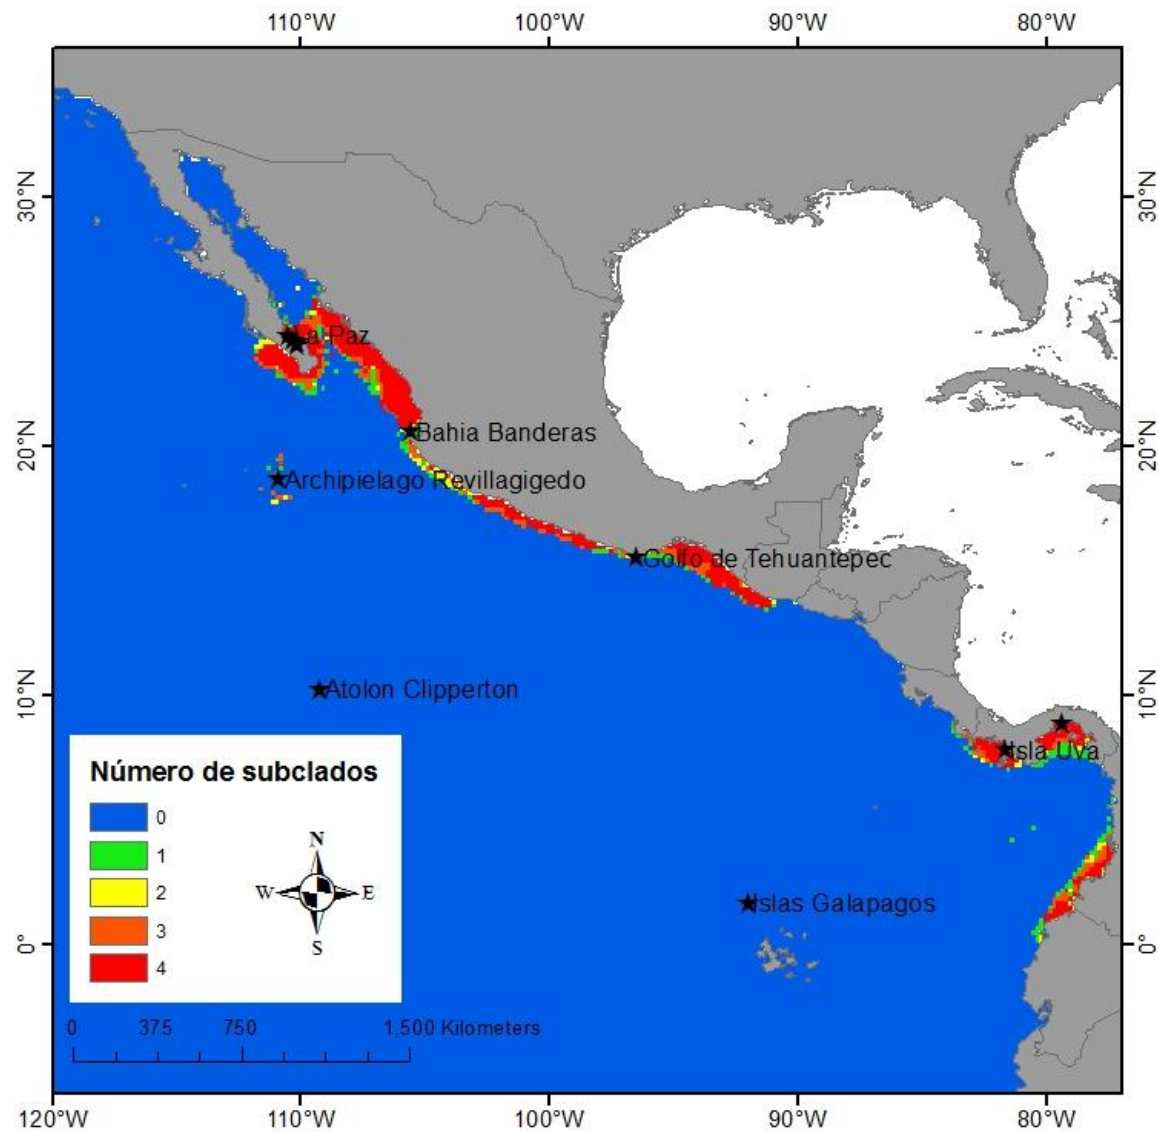 110°W 100°W 90°W 80°W
30°N 30°N
La Paz
Bahia Banderas
20°N 20°N
Archipielago Revillagigedo
Golfo de Tehuantepec
10°N 10°N
Atolon Clipperton
Isla Uva
Número de subclados
0
1
2
3
4
N
W E
S
Islas Galapagos
0° 0°
0 375 750 1,500 Kilometers
120°W 110°W 100°W 90°W 80°W